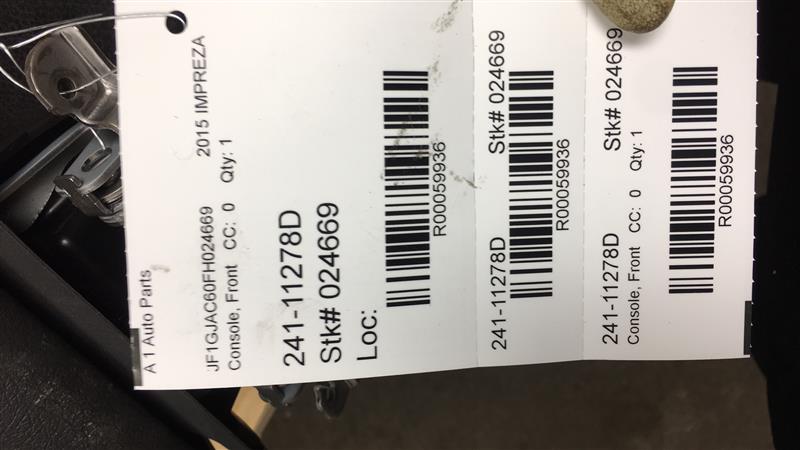 A 1 Auto Parts
JF1GJAC60FH024669 2015 IMPREZA
Console, Front CC: 0 Qty: 1
241-11278D
Stk# 024669
Loc:
R00059936
241-11278D Stk# 024669
R00059936
241-11278D Stk# 024669
Console, Front CC: 0 Qty: 1
R00059936